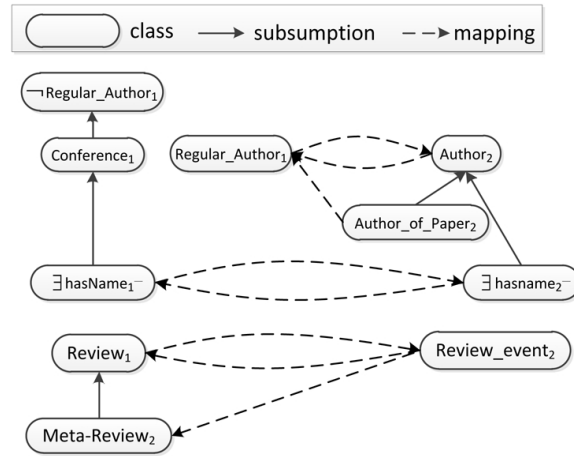 class subsumption mapping
¬Regular_Author₁
Conference₁ Regular_Author₁ Author₂
Author_of_Paper₂
∃hasName₁⁻ ∃hasname₂⁻
Review₁ Review_event₂
Meta-Review₂